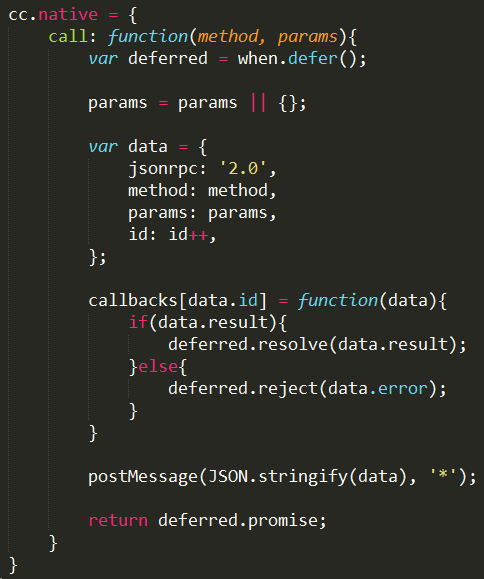 cc.native = {
    call: function(method, params){
        var deferred = when.defer();

        params = params || {};

        var data = {
            jsonrpc: '2.0',
            method: method,
            params: params,
            id: id++,
        };

        callbacks[data.id] = function(data){
            if(data.result){
                deferred.resolve(data.result);
            }else{
                deferred.reject(data.error);
            }
        }

        postMessage(JSON.stringify(data), '*');

        return deferred.promise;
    }
}